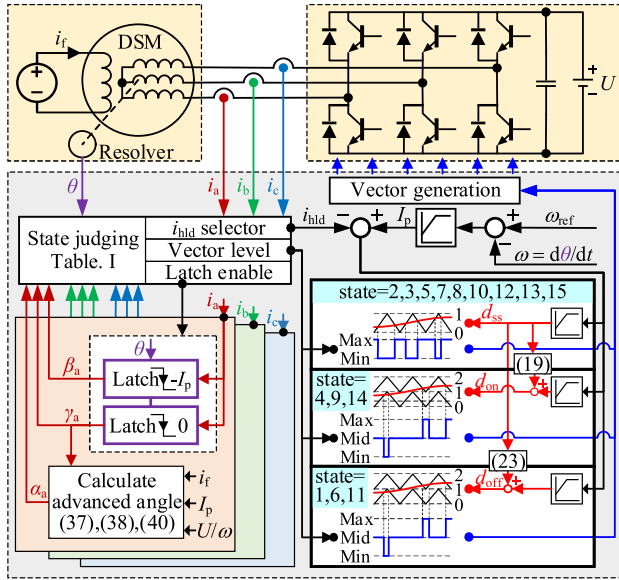 i_f
DSM
U
Resolver
θ
i_a
i_b
i_c
Vector generation
State judging
Table. I
i_hld selector
Vector level
Latch enable
i_hld
I_p
ω_ref
ω = dθ/dt
state=2,3,5,7,8,10,12,13,15
1
0
d_ss
Max
Min
(19)
state=
4,9,14
2
1
0
d_on
Max
Mid
Min
(23)
state=
1,6,11
2
1
0
d_off
Max
Mid
Min
i_a
i_b
i_c
θ
β_a
Latch -I_p
γ_a
Latch 0
α_a
Calculate
advanced angle
(37),(38),(40)
i_f
I_p
U/ω